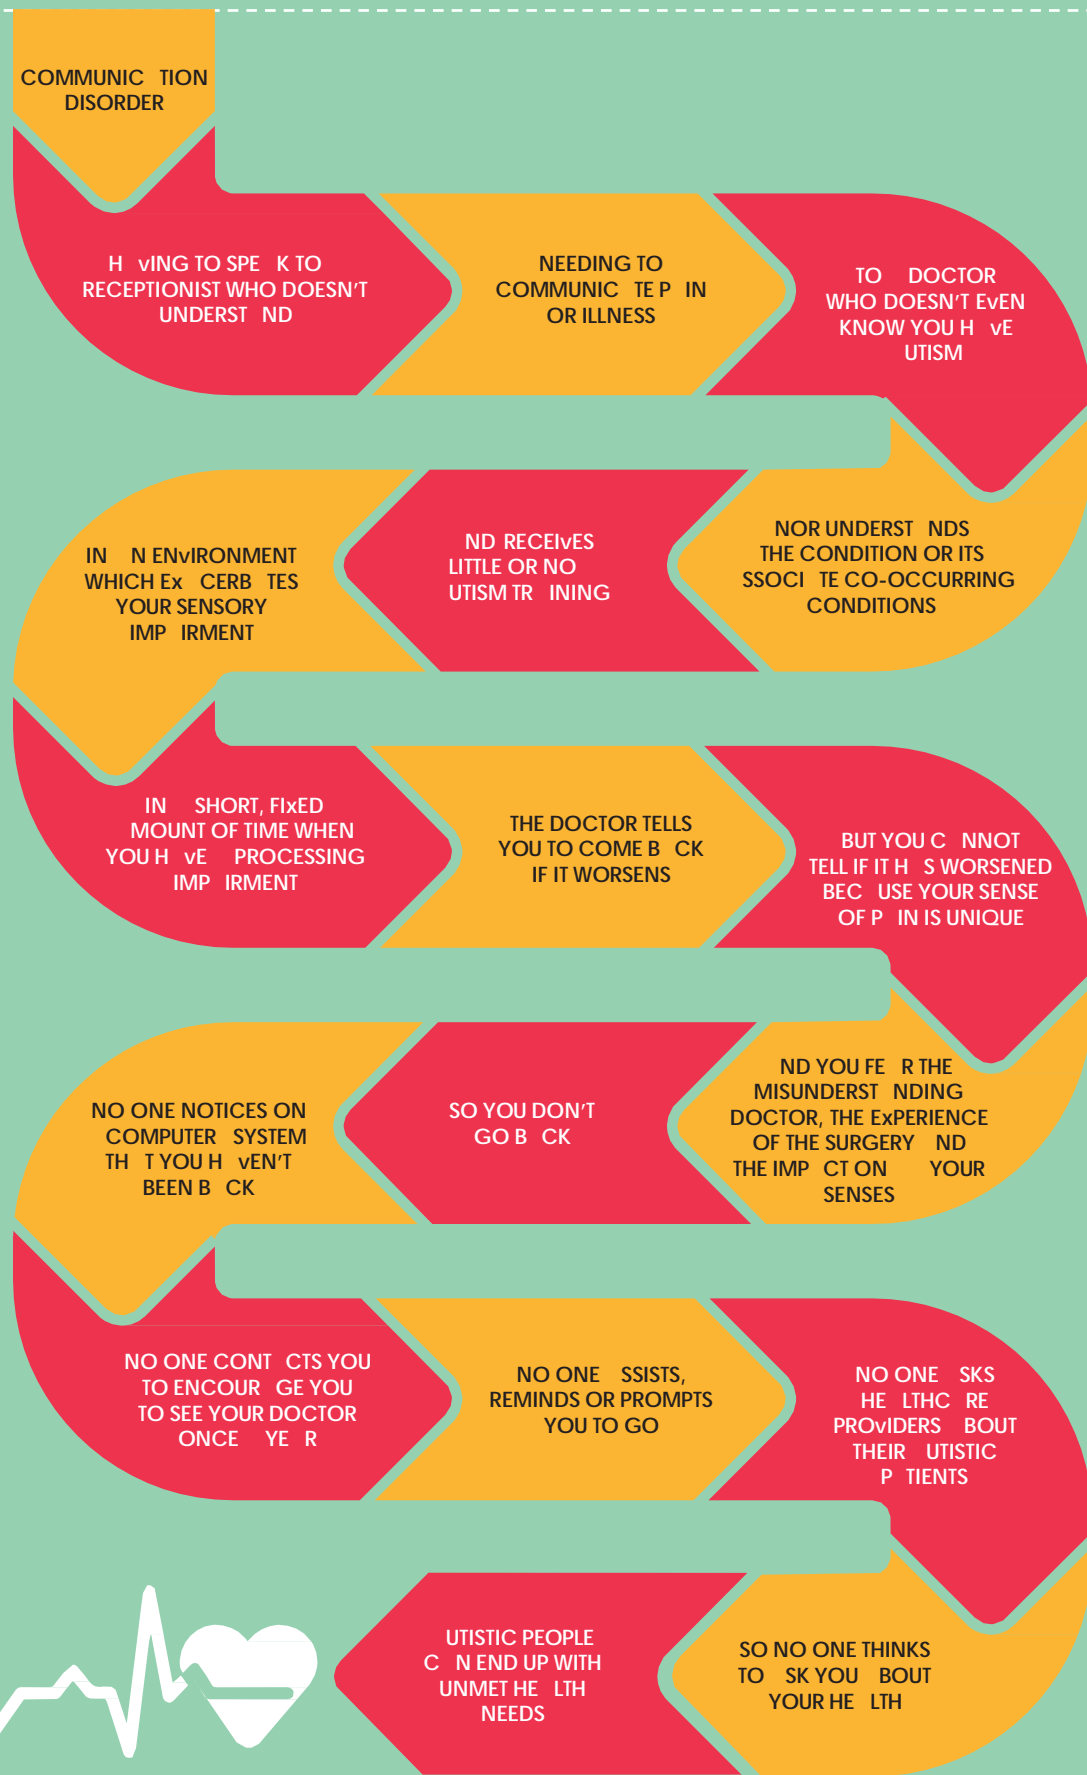 COMMUNIC TION
DISORDER
H vING TO SPE K TO
RECEPTIONIST WHO DOESN'T
UNDERST ND
NEEDING TO
COMMUNIC TE P IN
OR ILLNESS
TO DOCTOR
WHO DOESN'T EvEN
KNOW YOU H vE
UTISM
NOR UNDERST NDS
THE CONDITION OR ITS
SSOCI TE CO-OCCURRING
CONDITIONS
ND RECEIvES
LITTLE OR NO
UTISM TR INING
IN N ENvIRONMENT
WHICH Ex CERB TES
YOUR SENSORY
IMP IRMENT
IN SHORT, FIxED
MOUNT OF TIME WHEN
YOU H vE PROCESSING
IMP IRMENT
THE DOCTOR TELLS
YOU TO COME B CK
IF IT WORSENS
BUT YOU C NNOT
TELL IF IT H S WORSENED
BEC USE YOUR SENSE
OF P IN IS UNIQUE
ND YOU FE R THE
MISUNDERST NDING
DOCTOR, THE ExPERIENCE
OF THE SURGERY ND
THE IMP CT ON YOUR
SENSES
SO YOU DON'T
GO B CK
NO ONE NOTICES ON
COMPUTER SYSTEM
TH T YOU H vEN'T
BEEN B CK
NO ONE CONT CTS YOU
TO ENCOUR GE YOU
TO SEE YOUR DOCTOR
ONCE YE R
NO ONE SSISTS,
REMINDS OR PROMPTS
YOU TO GO
NO ONE SKS
HE LTHC RE
PROvIDERS BOUT
THEIR UTISTIC
P TIENTS
SO NO ONE THINKS
TO SK YOU BOUT
YOUR HE LTH
UTISTIC PEOPLE
C N END UP WITH
UNMET HE LTH
NEEDS